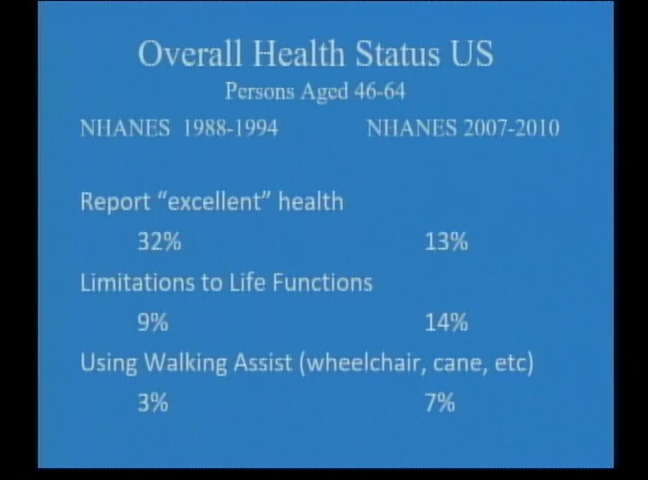 Overall Health Status US
Persons Aged 46-64
NHANES 1988-1994 NHANES 2007-2010
Report “excellent” health
32% 13%
Limitations to Life Functions
9% 14%
Using Walking Assist (wheelchair, cane, etc)
3% 7%